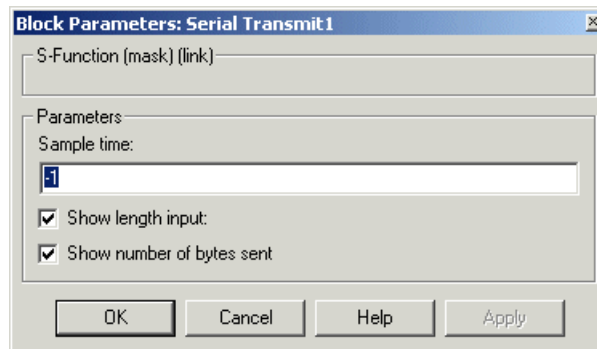 Block Parameters: Serial Transmit1
S-Function (mask) (link)
Parameters
Sample time:
-1
Show length input:
Show number of bytes sent
OK Cancel Help Apply